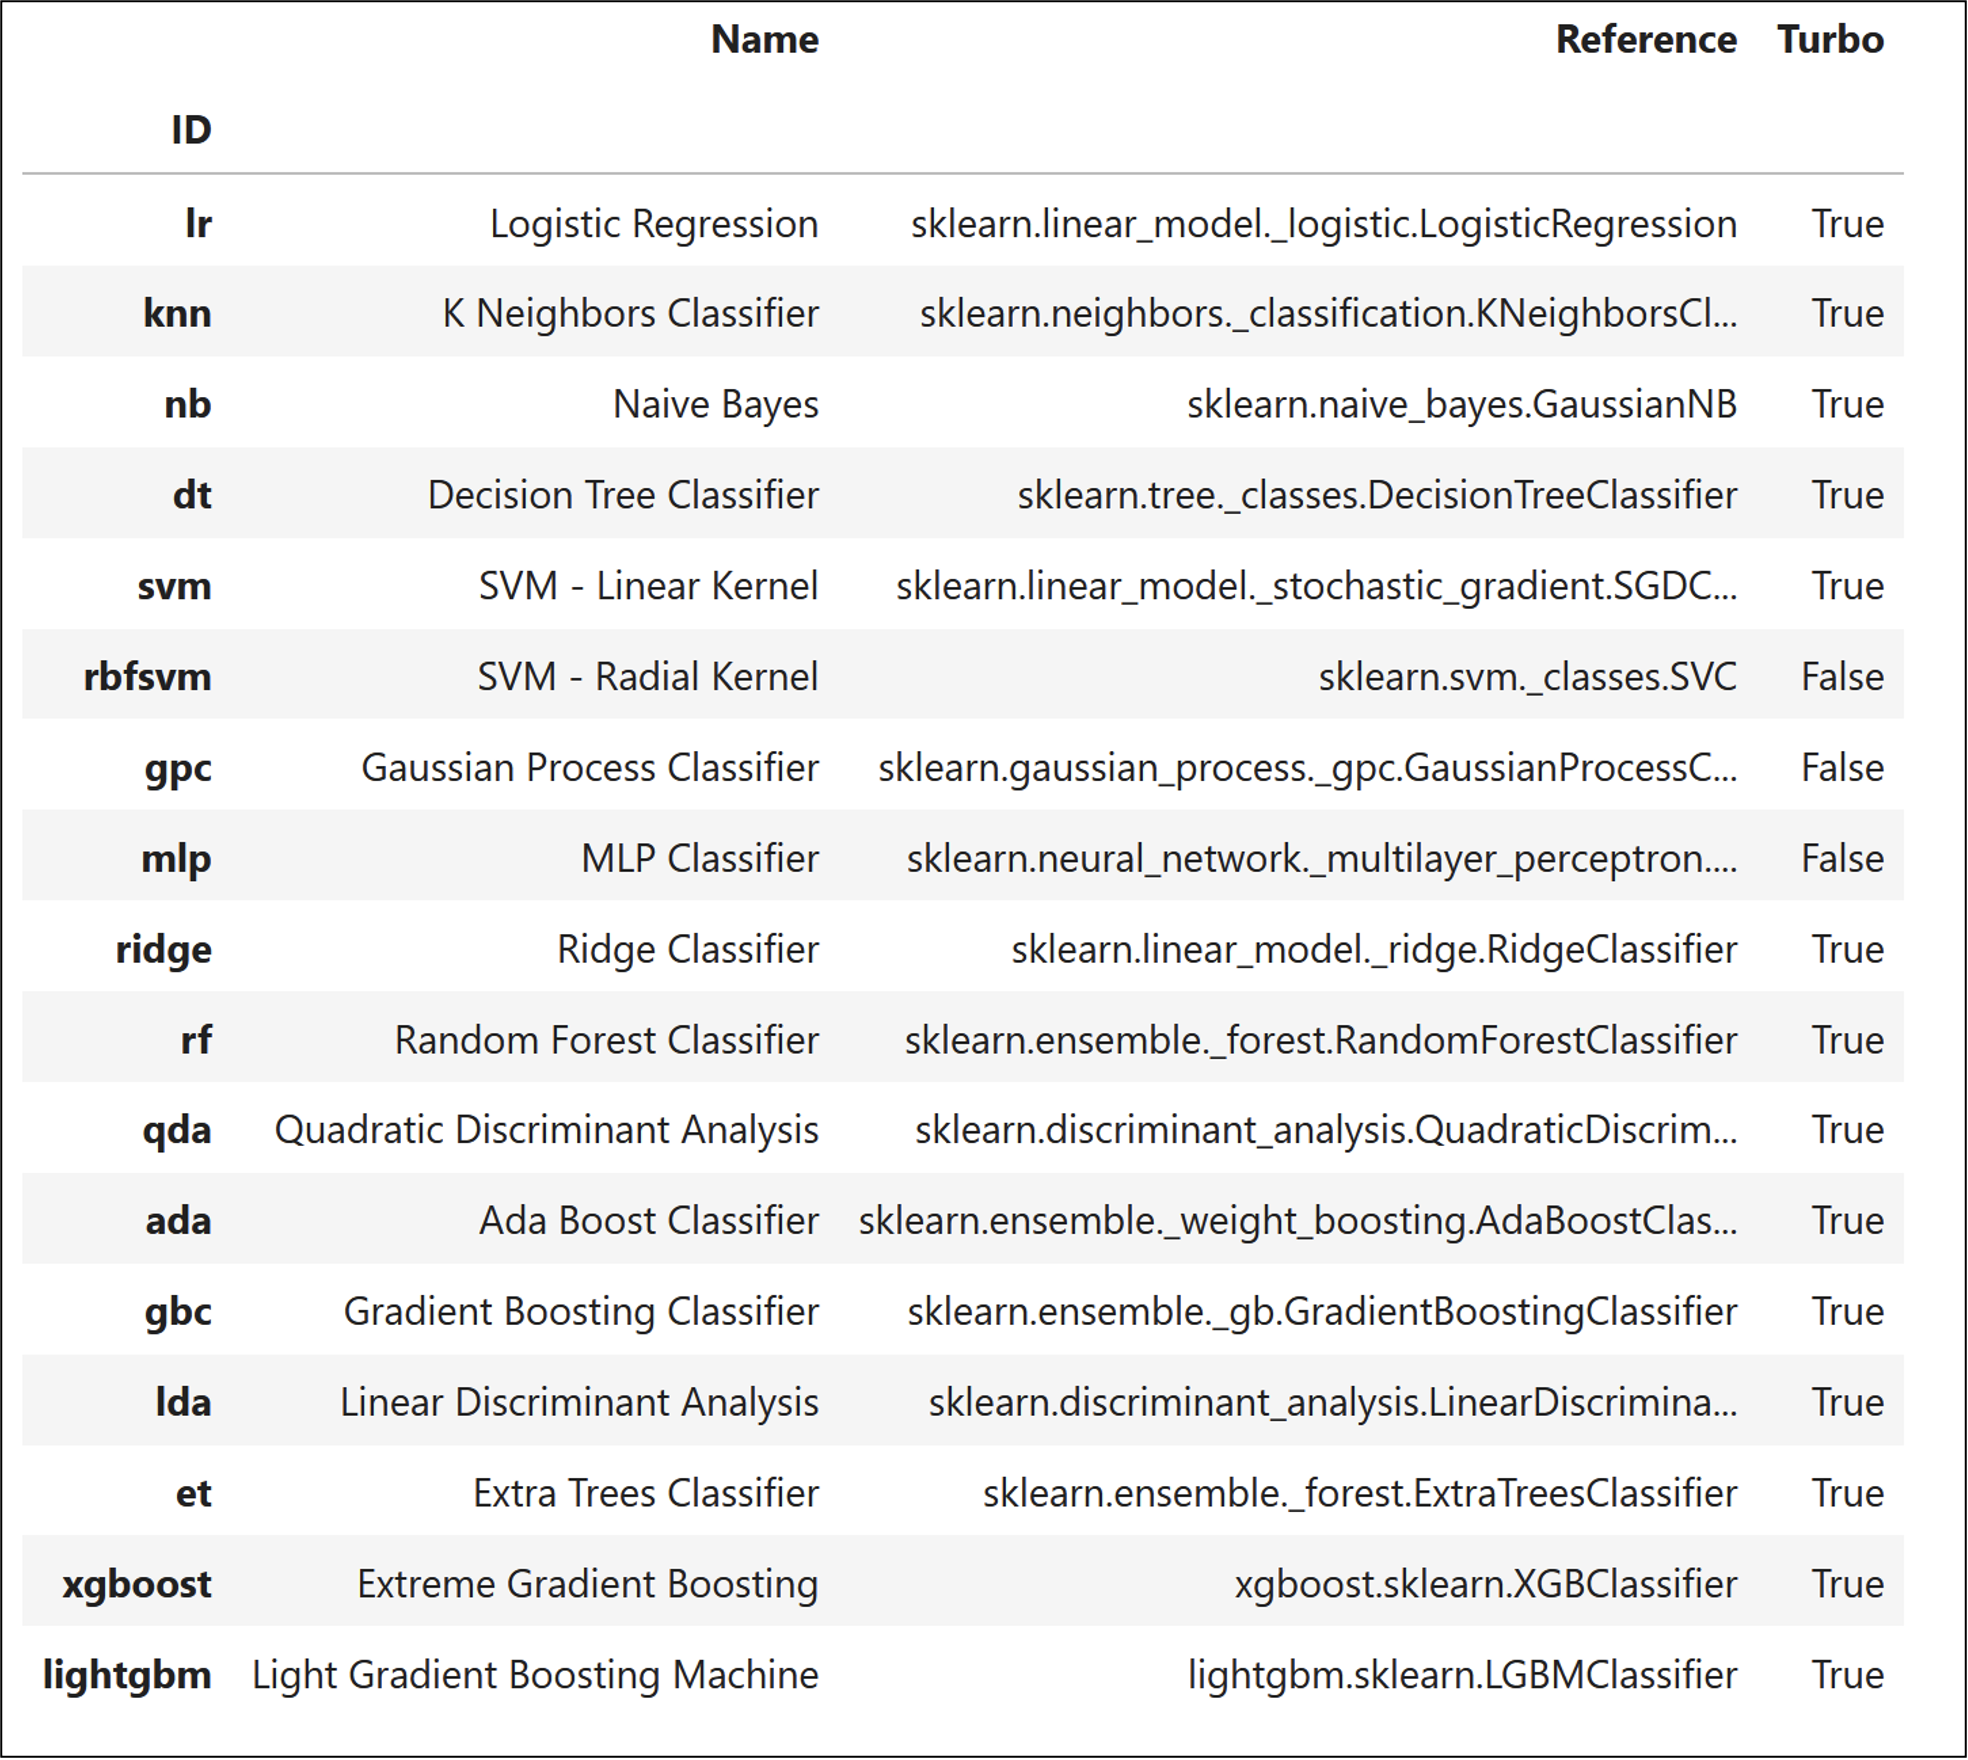 Name Reference Turbo
ID
lr Logistic Regression sklearn.linear_model._logistic.LogisticRegression True
knn K Neighbors Classifier sklearn.neighbors._classification.KNeighborsCl... True
nb Naive Bayes sklearn.naive_bayes.GaussianNB True
dt Decision Tree Classifier sklearn.tree._classes.DecisionTreeClassifier True
svm SVM - Linear Kernel sklearn.linear_model._stochastic_gradient.SGDC... True
rbfsvm SVM - Radial Kernel sklearn.svm._classes.SVC False
gpc Gaussian Process Classifier sklearn.gaussian_process._gpc.GaussianProcessC... False
mlp MLP Classifier sklearn.neural_network._multilayer_perceptron.... False
ridge Ridge Classifier sklearn.linear_model._ridge.RidgeClassifier True
rf Random Forest Classifier sklearn.ensemble._forest.RandomForestClassifier True
qda Quadratic Discriminant Analysis sklearn.discriminant_analysis.QuadraticDiscrim... True
ada Ada Boost Classifier sklearn.ensemble._weight_boosting.AdaBoostClas... True
gbc Gradient Boosting Classifier sklearn.ensemble._gb.GradientBoostingClassifier True
lda Linear Discriminant Analysis sklearn.discriminant_analysis.LinearDiscrimina... True
et Extra Trees Classifier sklearn.ensemble._forest.ExtraTreesClassifier True
xgboost Extreme Gradient Boosting xgboost.sklearn.XGBClassifier True
lightgbm Light Gradient Boosting Machine lightgbm.sklearn.LGBMClassifier True